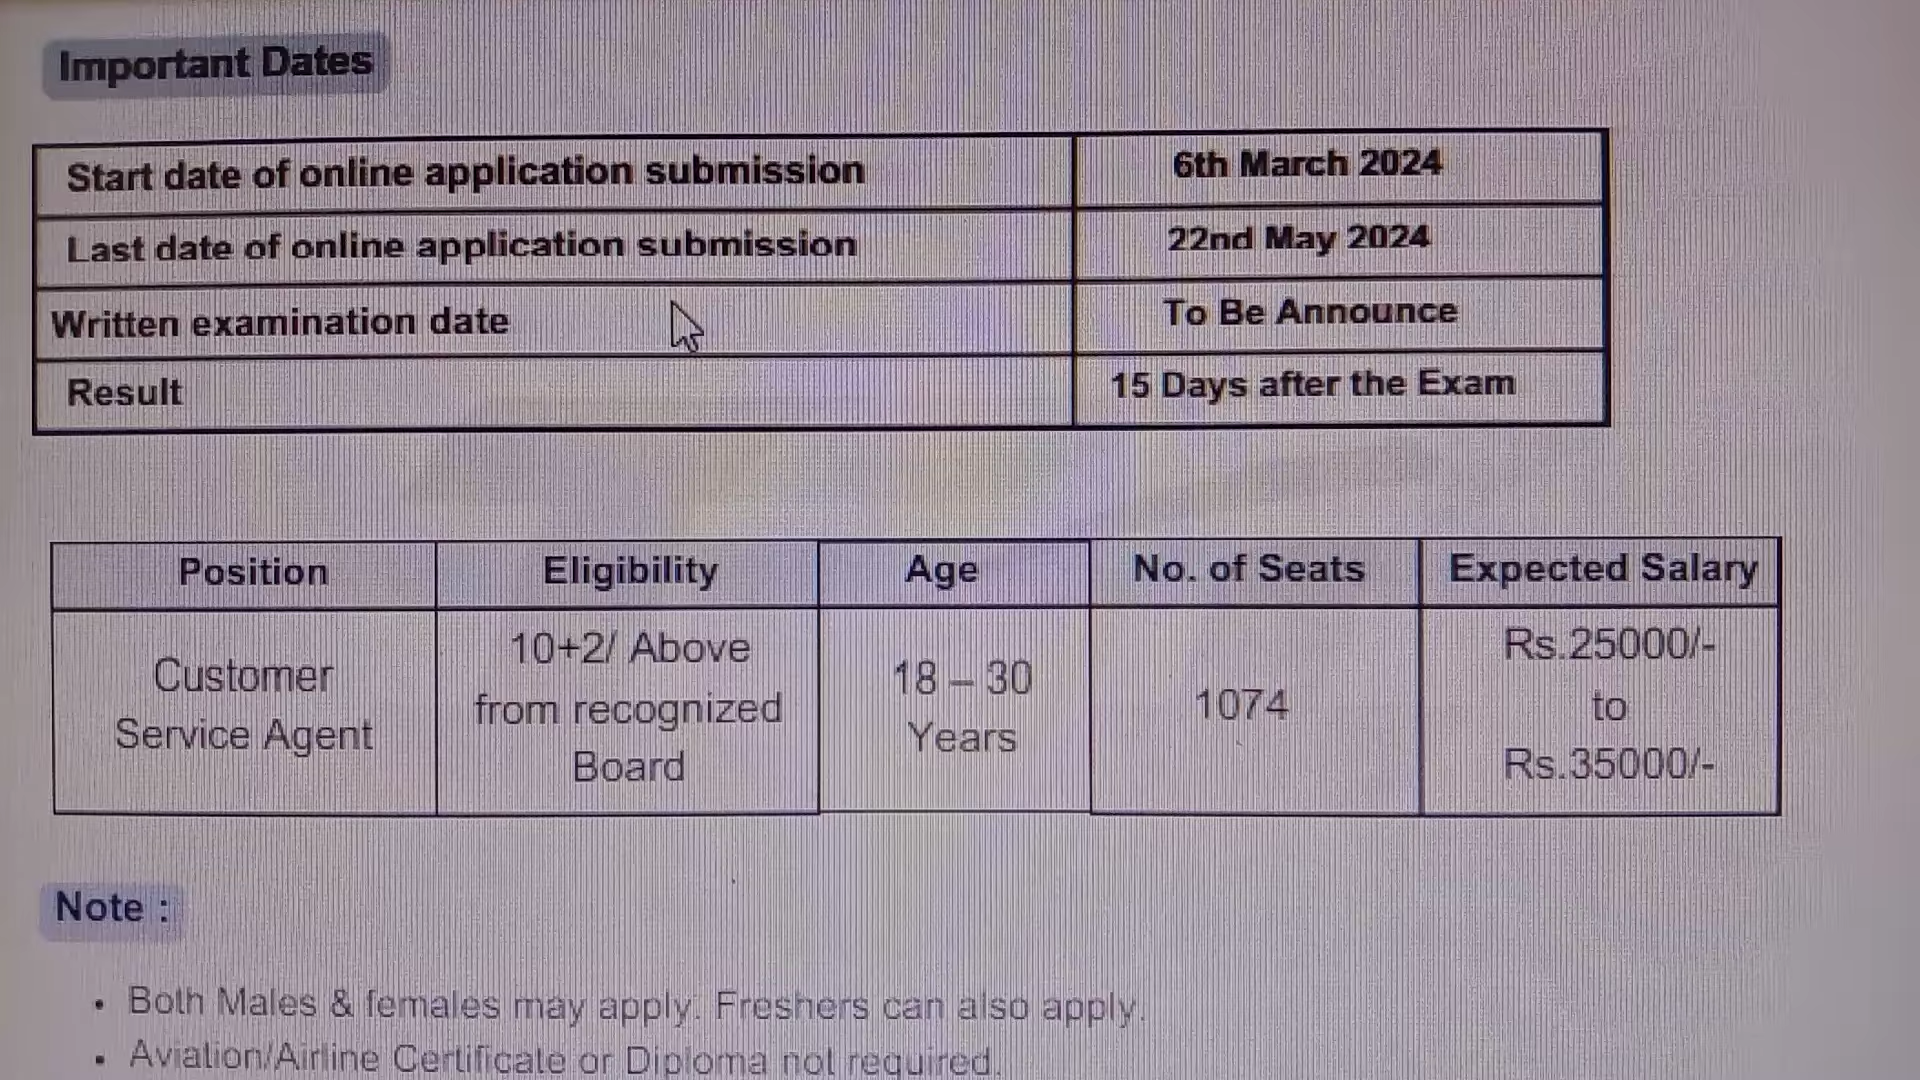 Important Dates
Start date of online application submission 6th March 2024
Last date of online application submission 22nd May 2024
Written examination date To Be Announce
Result 15 Days after the Exam
Position Eligibility Age No. of Seats Expected Salary
Customer
Service Agent
10+2/ Above
from recognized
Board
18 – 30
Years
1074
Rs.25000/-
to
Rs.35000/-
Note :
• Both Males & females may apply. Freshers can also apply.
• Aviation/Airline Certificate or Diploma not required.